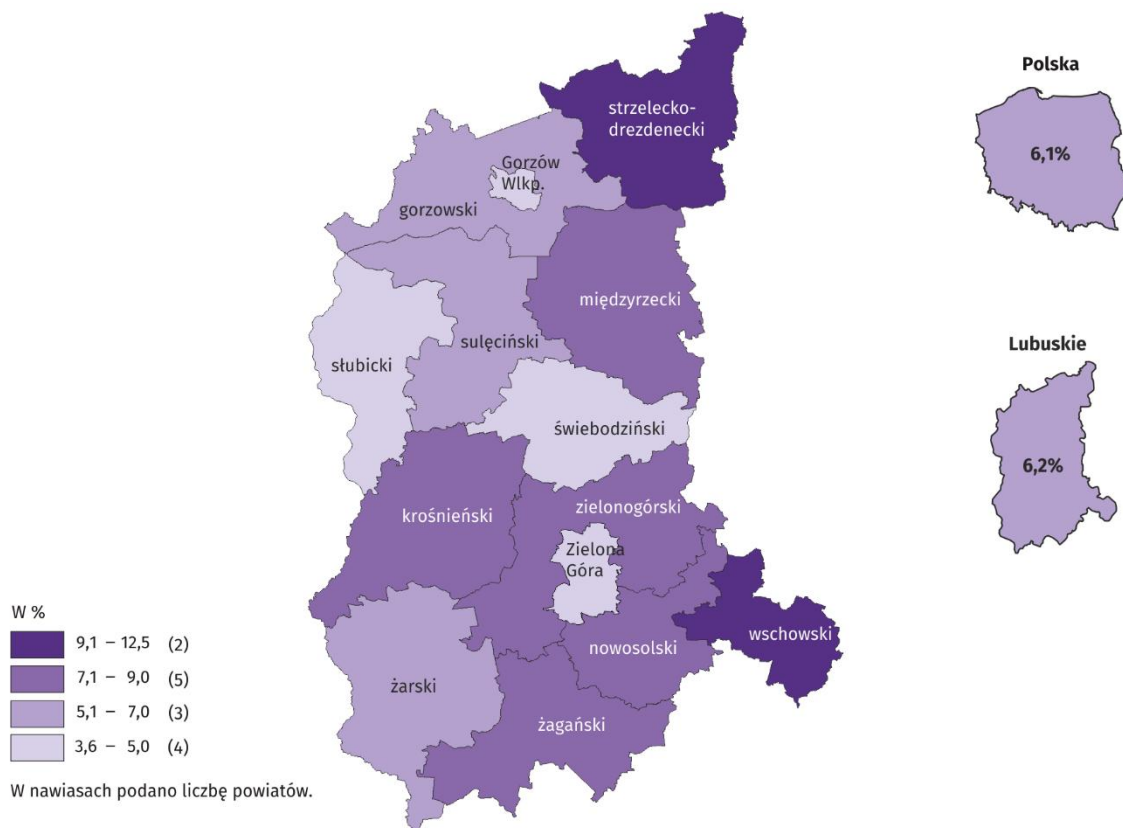 Polska
6,1%
strzelecko-
drezdenecki
Gorzów
Wlkp.
gorzowski
międzyrzecki
sulęciński
słubicki
Lubuskie
6,2%
świebodziński
krośnieński
zielonogórski
Zielona
Góra
wschowski
nowosolski
żarski
żagański
W %
9,1 – 12,5 (2)
7,1 – 9,0 (5)
5,1 – 7,0 (3)
3,6 – 5,0 (4)
W nawiasach podano liczbę powiatów.